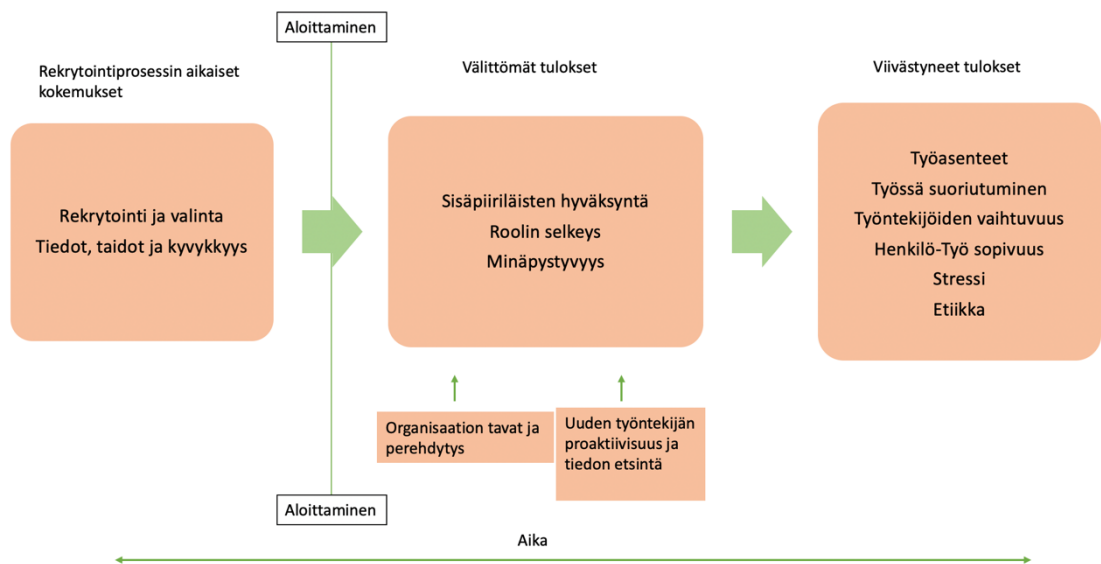 Aloittaminen
Rekrytointiprosessin aikaiset
kokemukset
Välittömät tulokset
Viivästyneet tulokset
Rekrytointi ja valinta
Tiedot, taidot ja kyvykkyys
Sisäpiiriläisten hyväksyntä
Roolin selkeys
Minäpystyvyys
Työasenteet
Työssä suoriutuminen
Työntekijöiden vaihtuvuus
Henkilö-Työ sopivuus
Stressi
Etiikka
Organisaation tavat ja
perehdytys
Uuden työntekijän
proaktiivisuus ja
tiedon etsintä
Aloittaminen
Aika